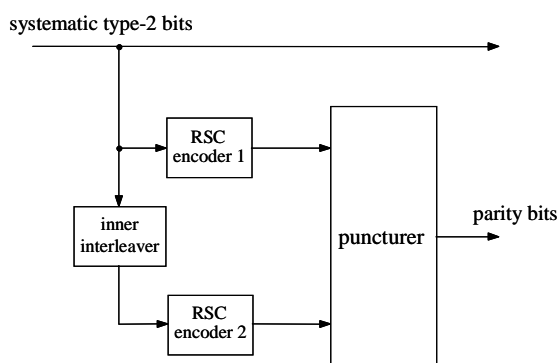 systematic type-2 bits
RSC
encoder 1
inner
interleaver
puncturer
parity bits
RSC
encoder 2